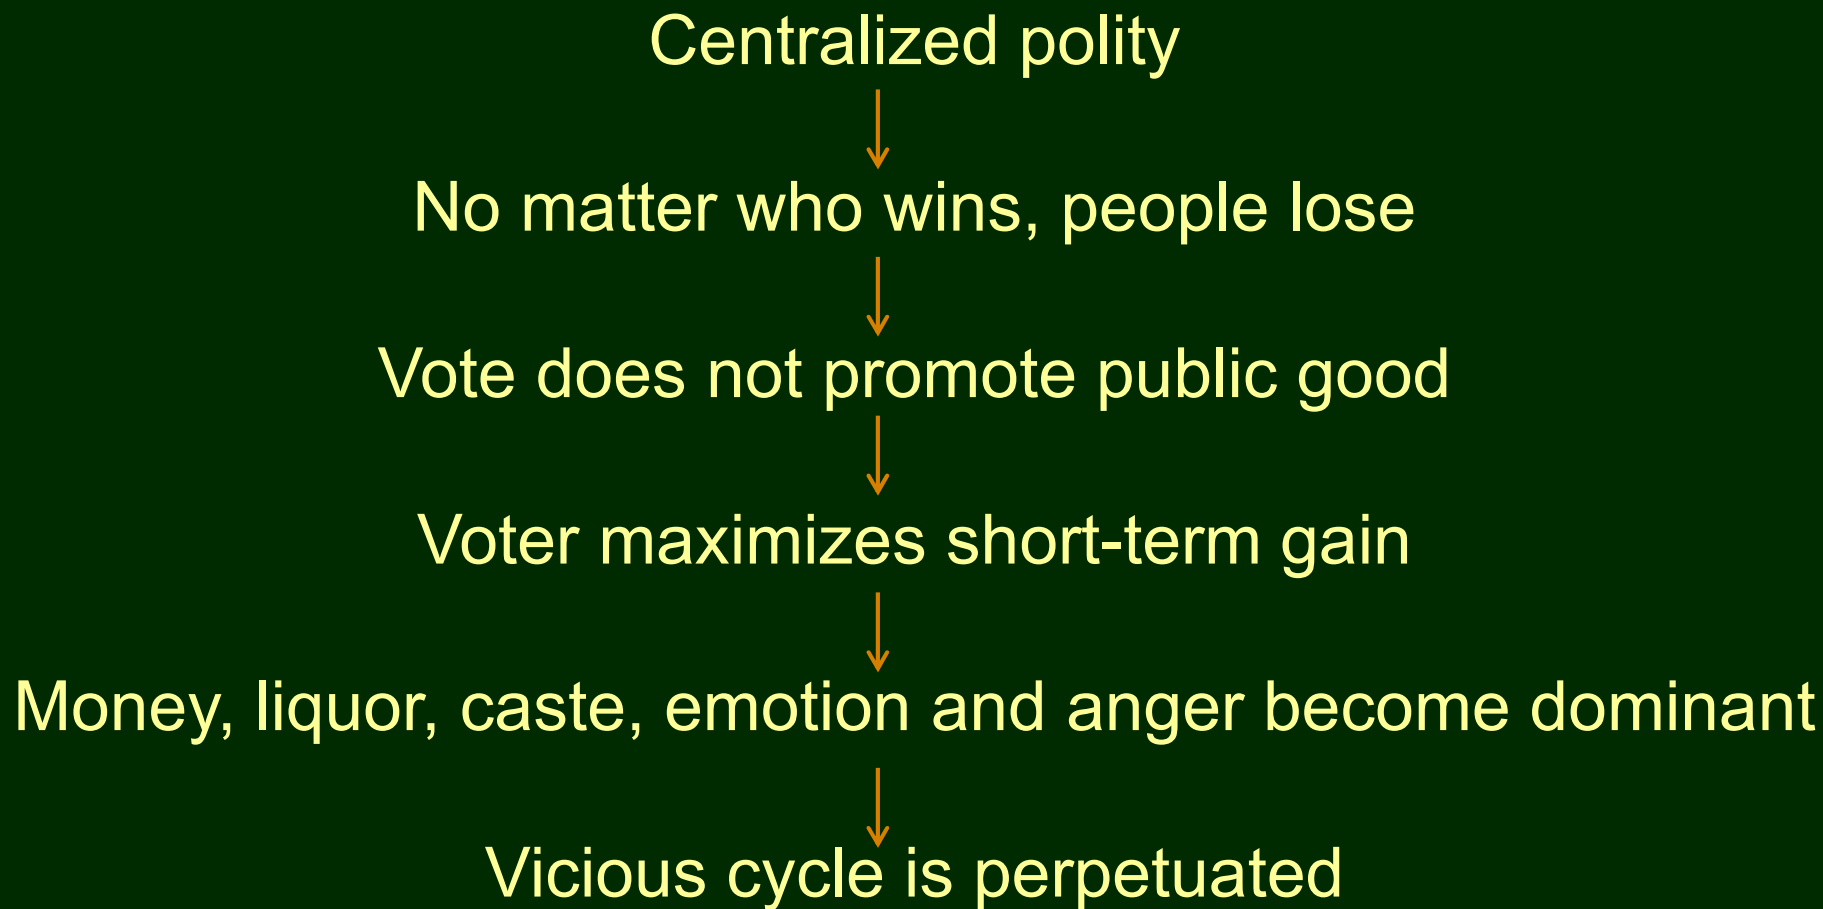 Centralized polity
No matter who wins, people lose
Vote does not promote public good
Voter maximizes short-term gain
Money, liquor, caste, emotion and anger become dominant
Vicious cycle is perpetuated